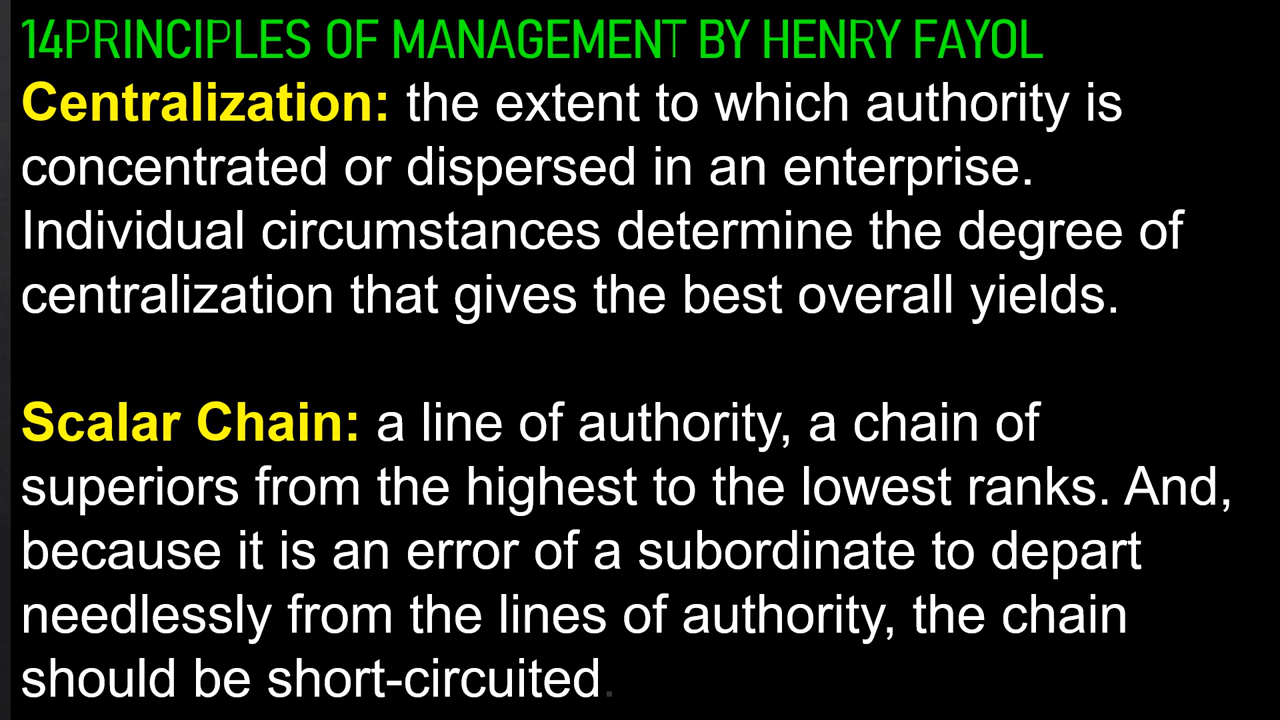 14PRINCIPLES OF MANAGEMENT BY HENRY FAYOL
Centralization: the extent to which authority is
concentrated or dispersed in an enterprise.
Individual circumstances determine the degree of
centralization that gives the best overall yields.
Scalar Chain: a line of authority, a chain of
superiors from the highest to the lowest ranks. And,
because it is an error of a subordinate to depart
needlessly from the lines of authority, the chain
should be short-circuited.